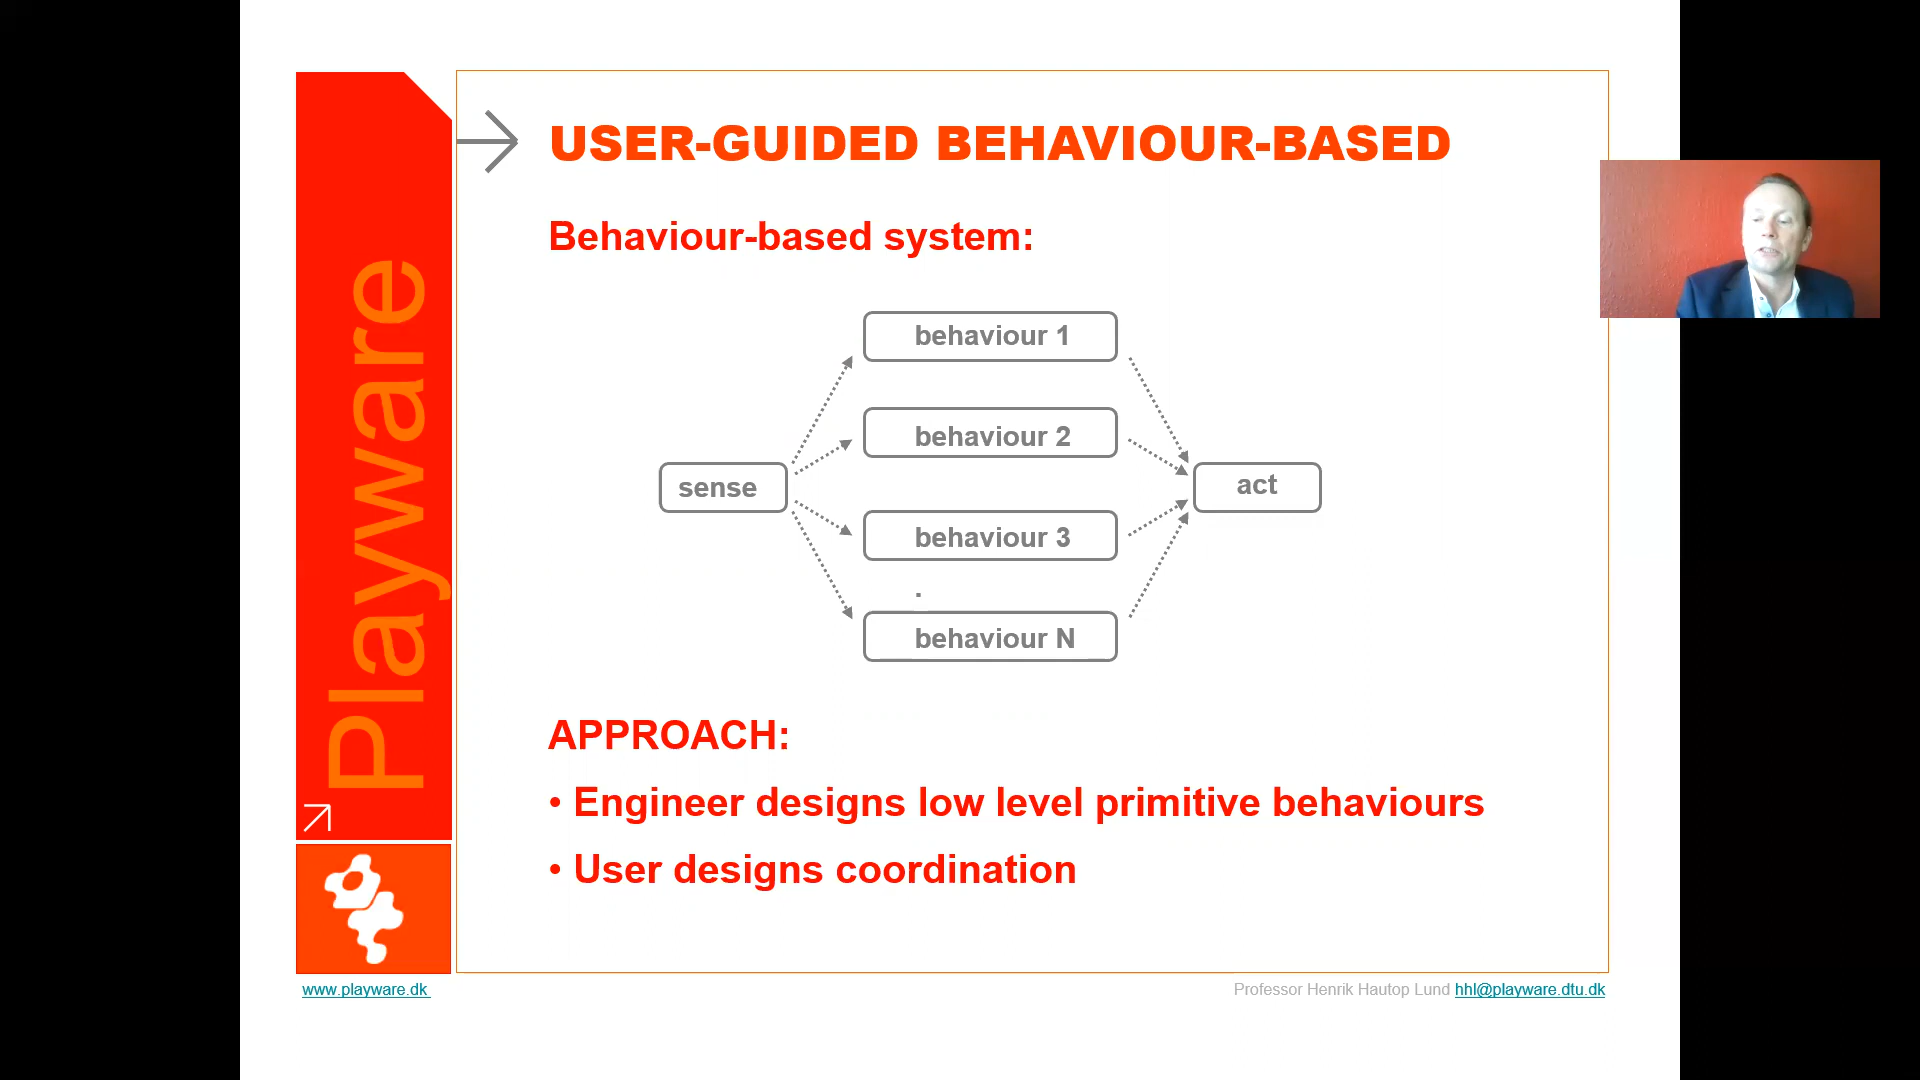 USER-GUIDED BEHAVIOUR-BASED
Behaviour-based system:
behaviour 1
behaviour 2
sense
act
behaviour 3
.
behaviour N
APPROACH:
• Engineer designs low level primitive behaviours
• User designs coordination
Playware
www.playware.dk
Professor Henrik Hautop Lund hhl@playware.dtu.dk